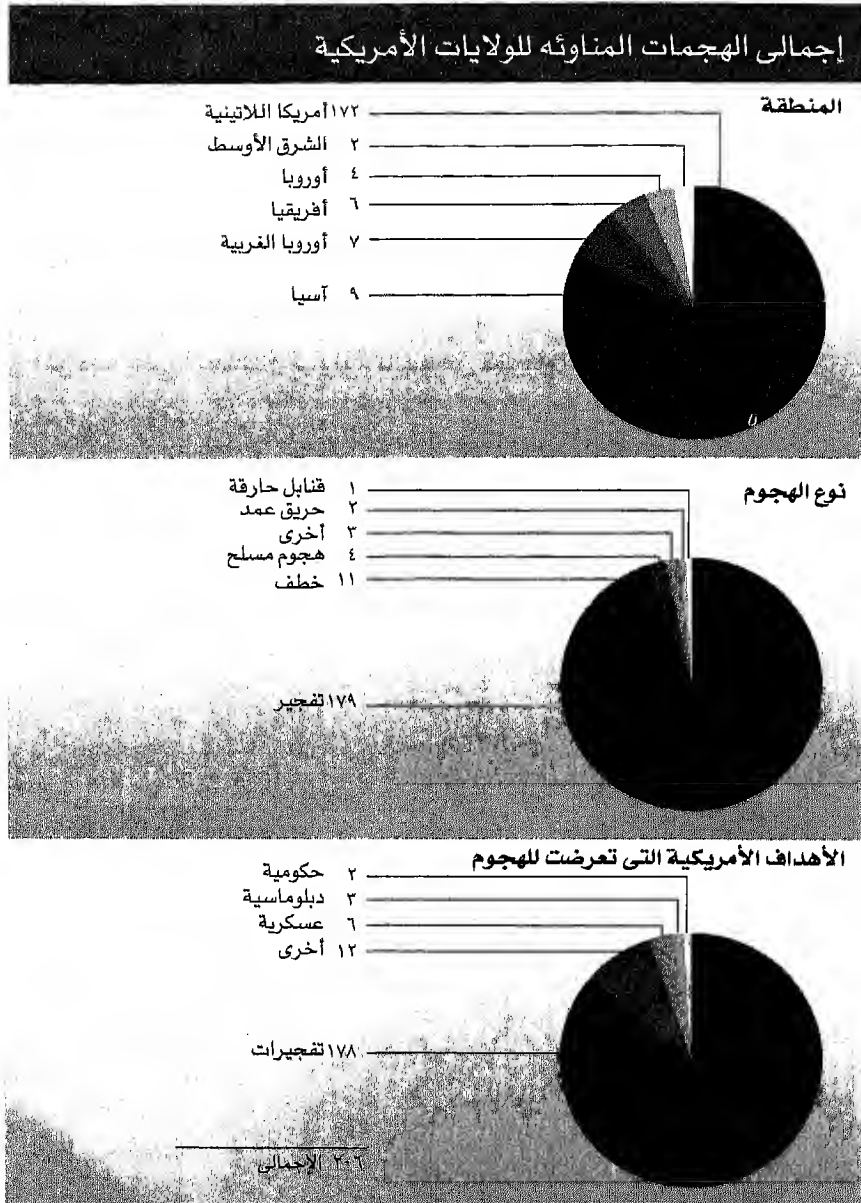 إجمالى الهجمات المناوئه للولايات الأمريكية
المنطقة
١٧٢ أمريكا اللاتينية
٢ الشرق الأوسط
٤ أوروبا
٦ أفريقيا
٧ أوروبا الغربية
٩ آسيا
نوع الهجوم
١ قنابل حارقة
٢ حريق عمد
٣ أخرى
٤ هجوم مسلح
١١ خطف
١٧٩ تفجير
الأهداف الأمريكية التى تعرضت للهجوم
٢ حكومية
٣ دبلوماسية
٦ عسكرية
١٢ أخرى
١٧٨ تفجيرات
٢٠٦ الإجمالى